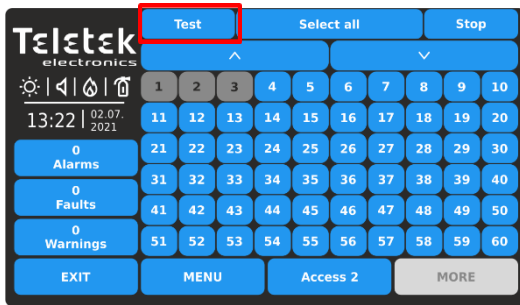 Teletek
electronics
Test Select all Stop
1 2 3 4 5 6 7 8 9 10
13:22 02.07.
2021
11 12 13 14 15 16 17 18 19 20
0
Alarms
21 22 23 24 25 26 27 28 29 30
0
Faults
31 32 33 34 35 36 37 38 39 40
41 42 43 44 45 46 47 48 49 50
0
Warnings
51 52 53 54 55 56 57 58 59 60
EXIT MENU Access 2 MORE